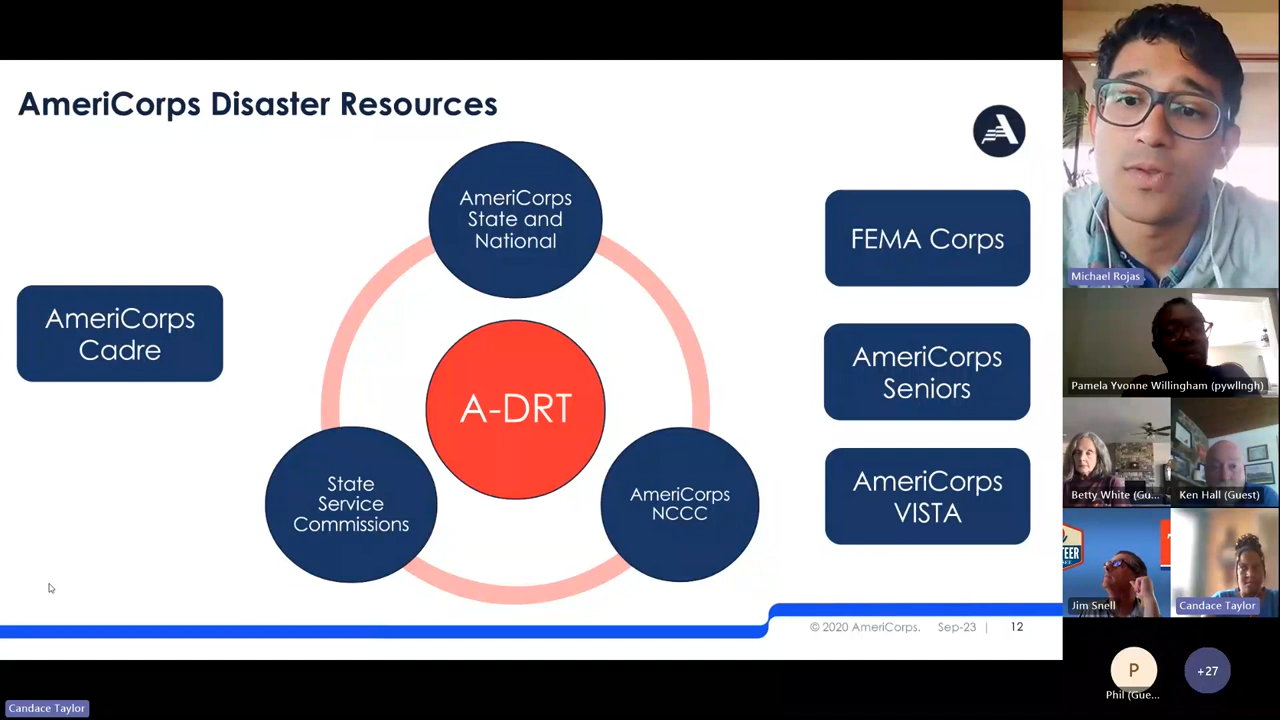 AmeriCorps Disaster Resources
AmeriCorps
State and
National
FEMA Corps
AmeriCorps
Cadre
A-DRT
AmeriCorps
Seniors
State
Service
Commissions
AmeriCorps
NCCC
AmeriCorps
VISTA
© 2020 AmeriCorps. Sep-23 | 12
Michael Rojas
Pamela Yvonne Willingham (pywllngh)
Betty White (Gu...
Ken Hall (Guest)
Jim Snell
Candace Taylor
P
Phil (Gue...
+27
Candace Taylor